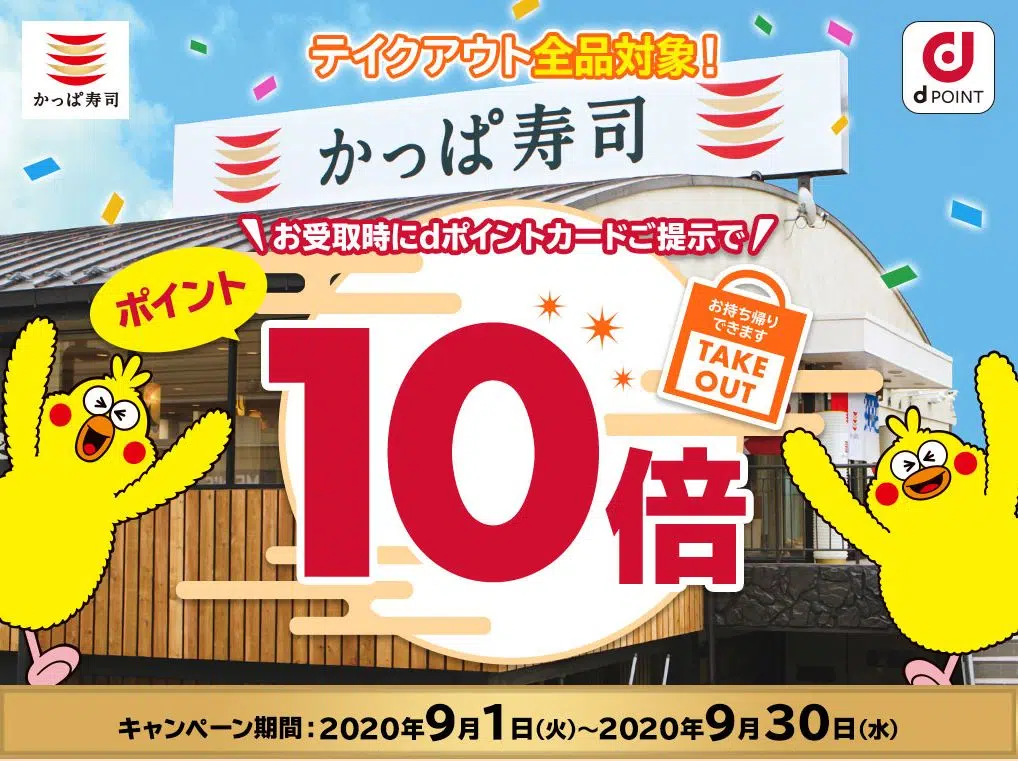 かっぱ寿司
テイクアウト全品対象!
d POINT
かっぱ寿司
お受取時にdポイントカードご提示で
ポイント
10倍
お持ち帰り
できます
TAKE
OUT
キャンペーン期間:2020年9月1日(火)~2020年9月30日(水)